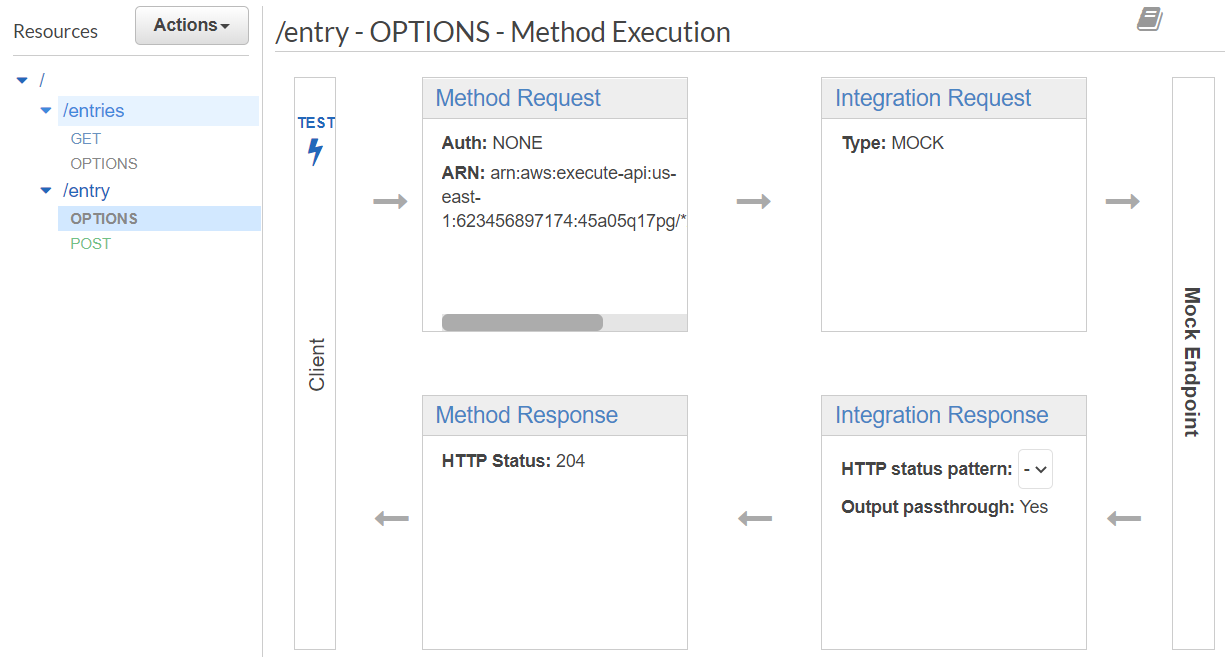 Resources
Actions
/
/entries
GET
OPTIONS
/entry
OPTIONS
POST
/entry - OPTIONS - Method Execution
TEST
Client
Method Request
Auth: NONE
ARN: arn:aws:execute-api:us-
east-
1:623456897174:45a05q17pg/*
Integration Request
Type: MOCK
Mock Endpoint
Method Response
HTTP Status: 204
Integration Response
HTTP status pattern: -
Output passthrough: Yes